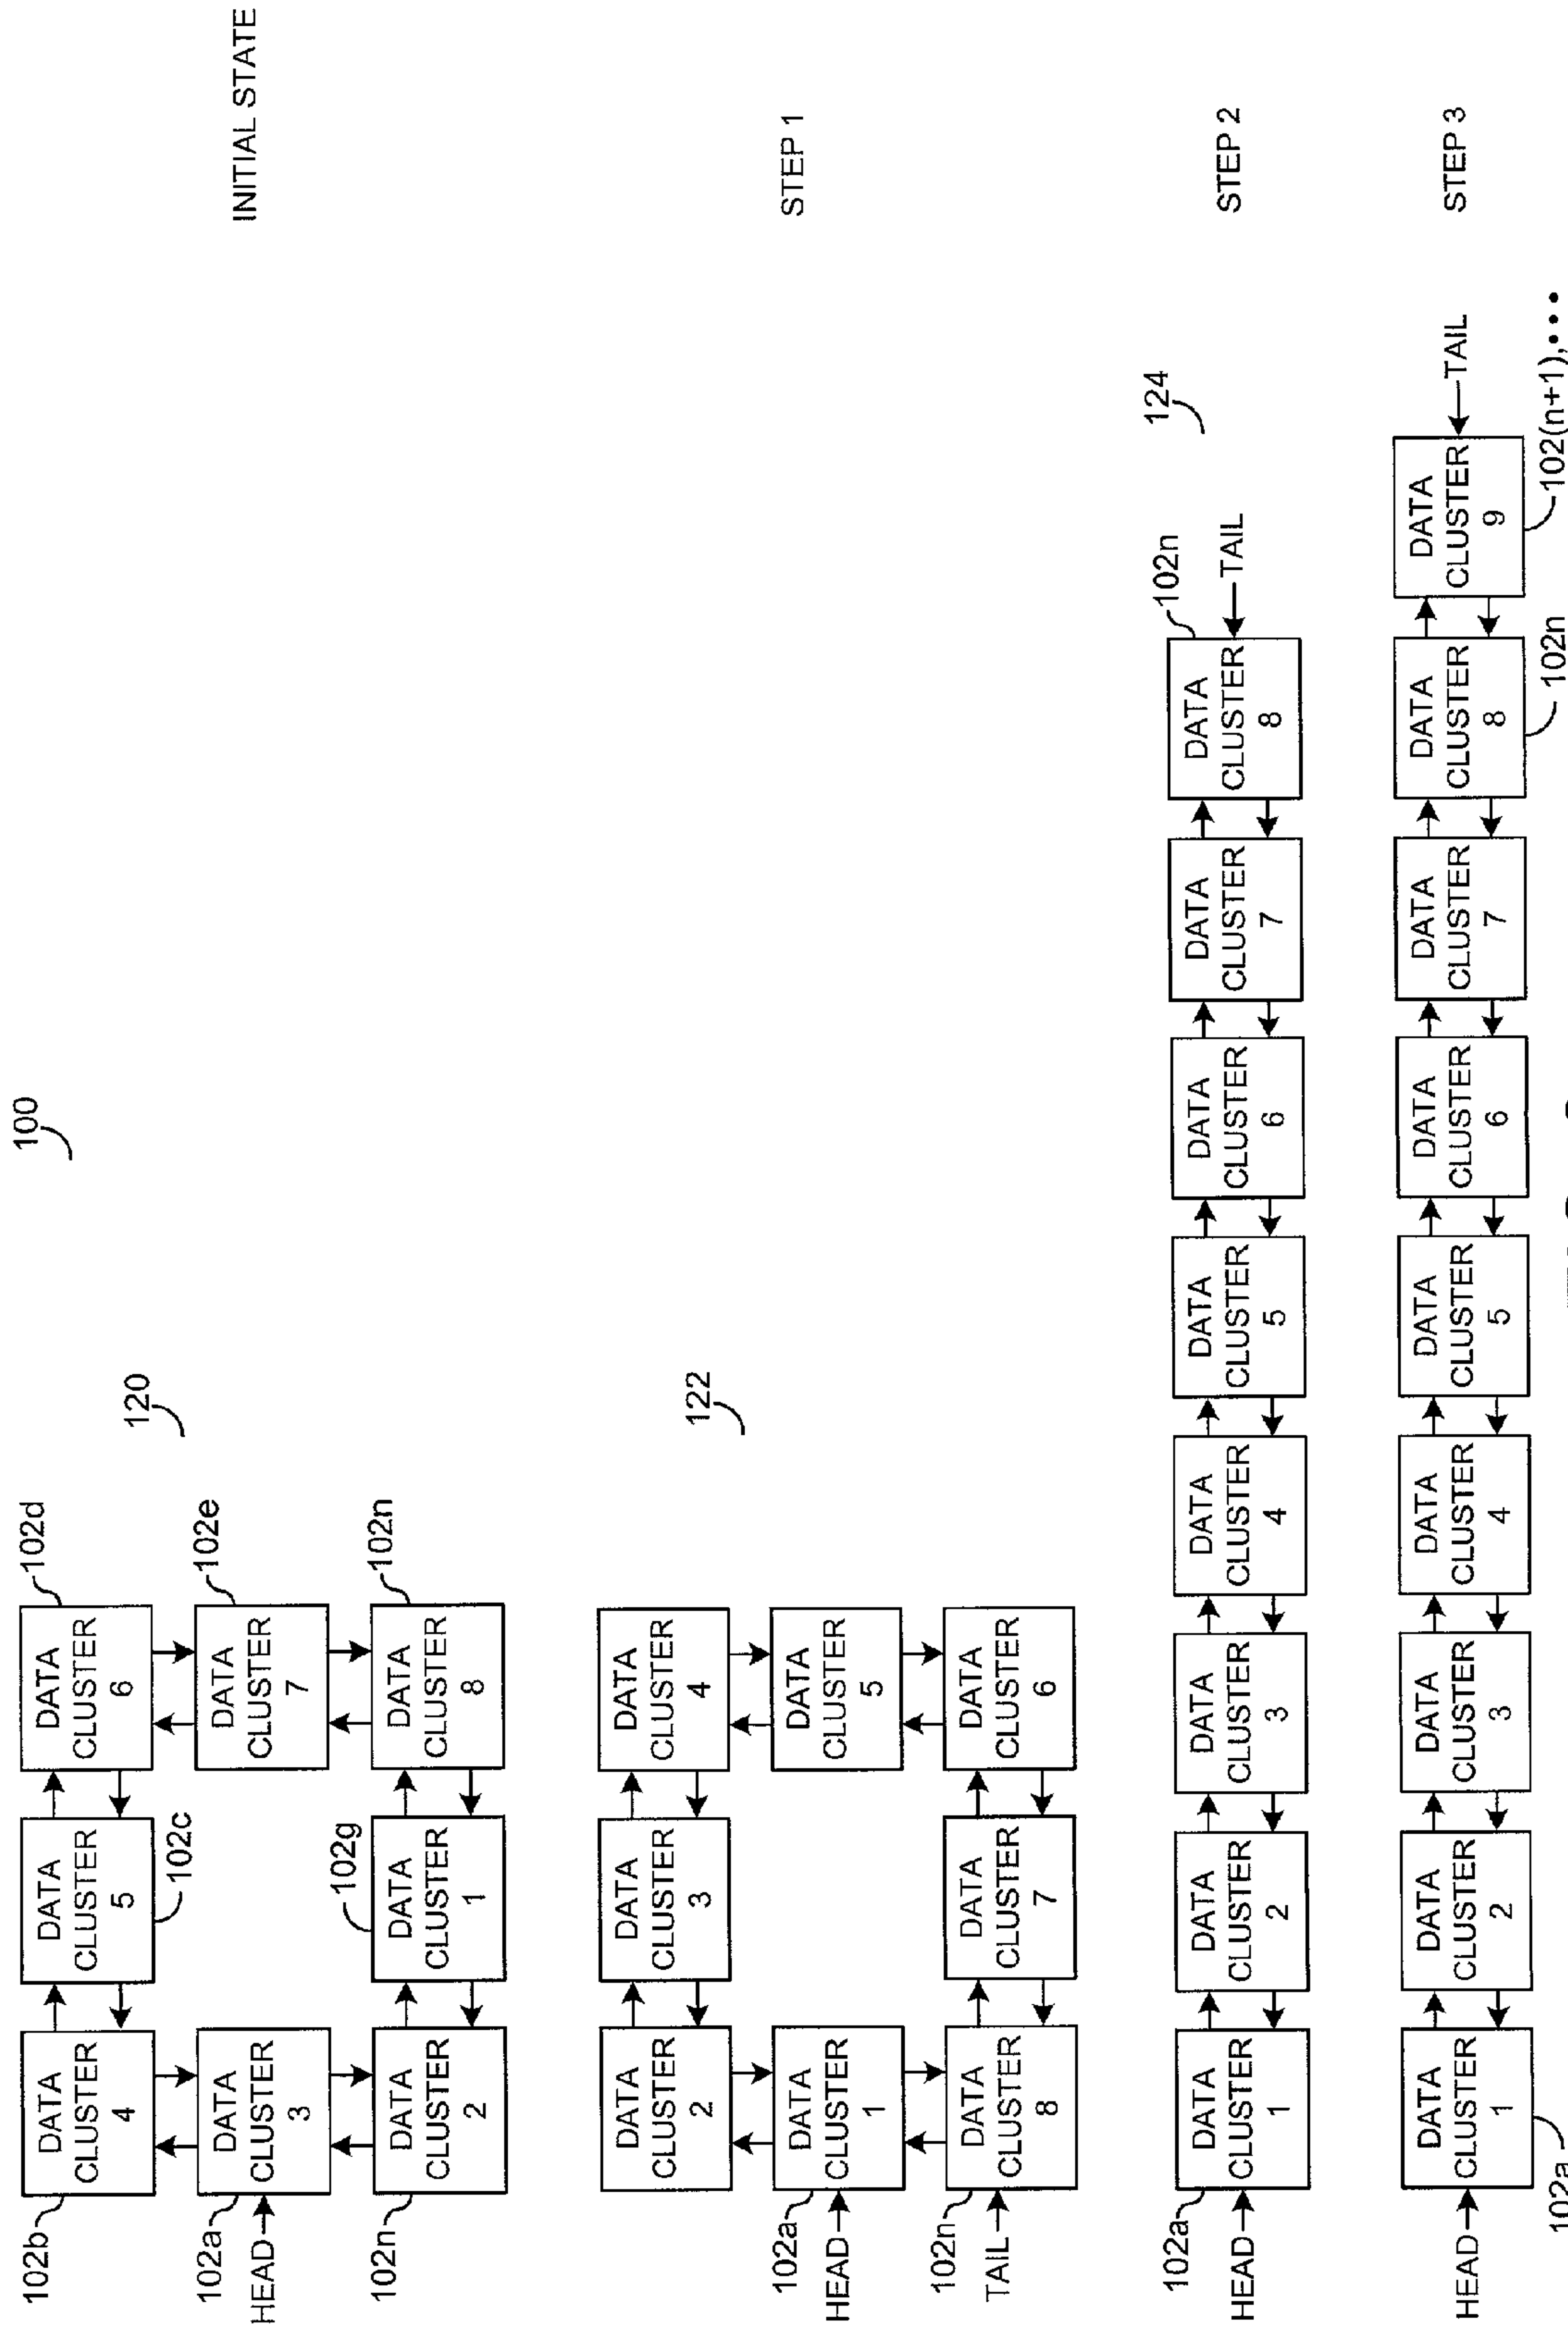 100
INITIAL STATE
120
102b
DATA
CLUSTER
4
DATA
CLUSTER
5
102c
DATA
CLUSTER
6
102d
102a
HEAD
DATA
CLUSTER
3
DATA
CLUSTER
7
102e
102n
DATA
CLUSTER
2
102g
DATA
CLUSTER
1
DATA
CLUSTER
8
102n
STEP 1
122
DATA
CLUSTER
2
DATA
CLUSTER
3
DATA
CLUSTER
4
102a
HEAD
DATA
CLUSTER
1
DATA
CLUSTER
5
102n
TAIL
DATA
CLUSTER
8
DATA
CLUSTER
7
DATA
CLUSTER
6
STEP 2
124
102a
HEAD
DATA
CLUSTER
1
DATA
CLUSTER
2
DATA
CLUSTER
3
DATA
CLUSTER
4
DATA
CLUSTER
5
DATA
CLUSTER
6
DATA
CLUSTER
7
DATA
CLUSTER
8
102n
TAIL
STEP 3
HEAD
DATA
CLUSTER
1
DATA
CLUSTER
2
DATA
CLUSTER
3
DATA
CLUSTER
4
DATA
CLUSTER
5
DATA
CLUSTER
6
DATA
CLUSTER
7
DATA
CLUSTER
8
DATA
CLUSTER
9
TAIL
102a
102n
102(n+1),•••